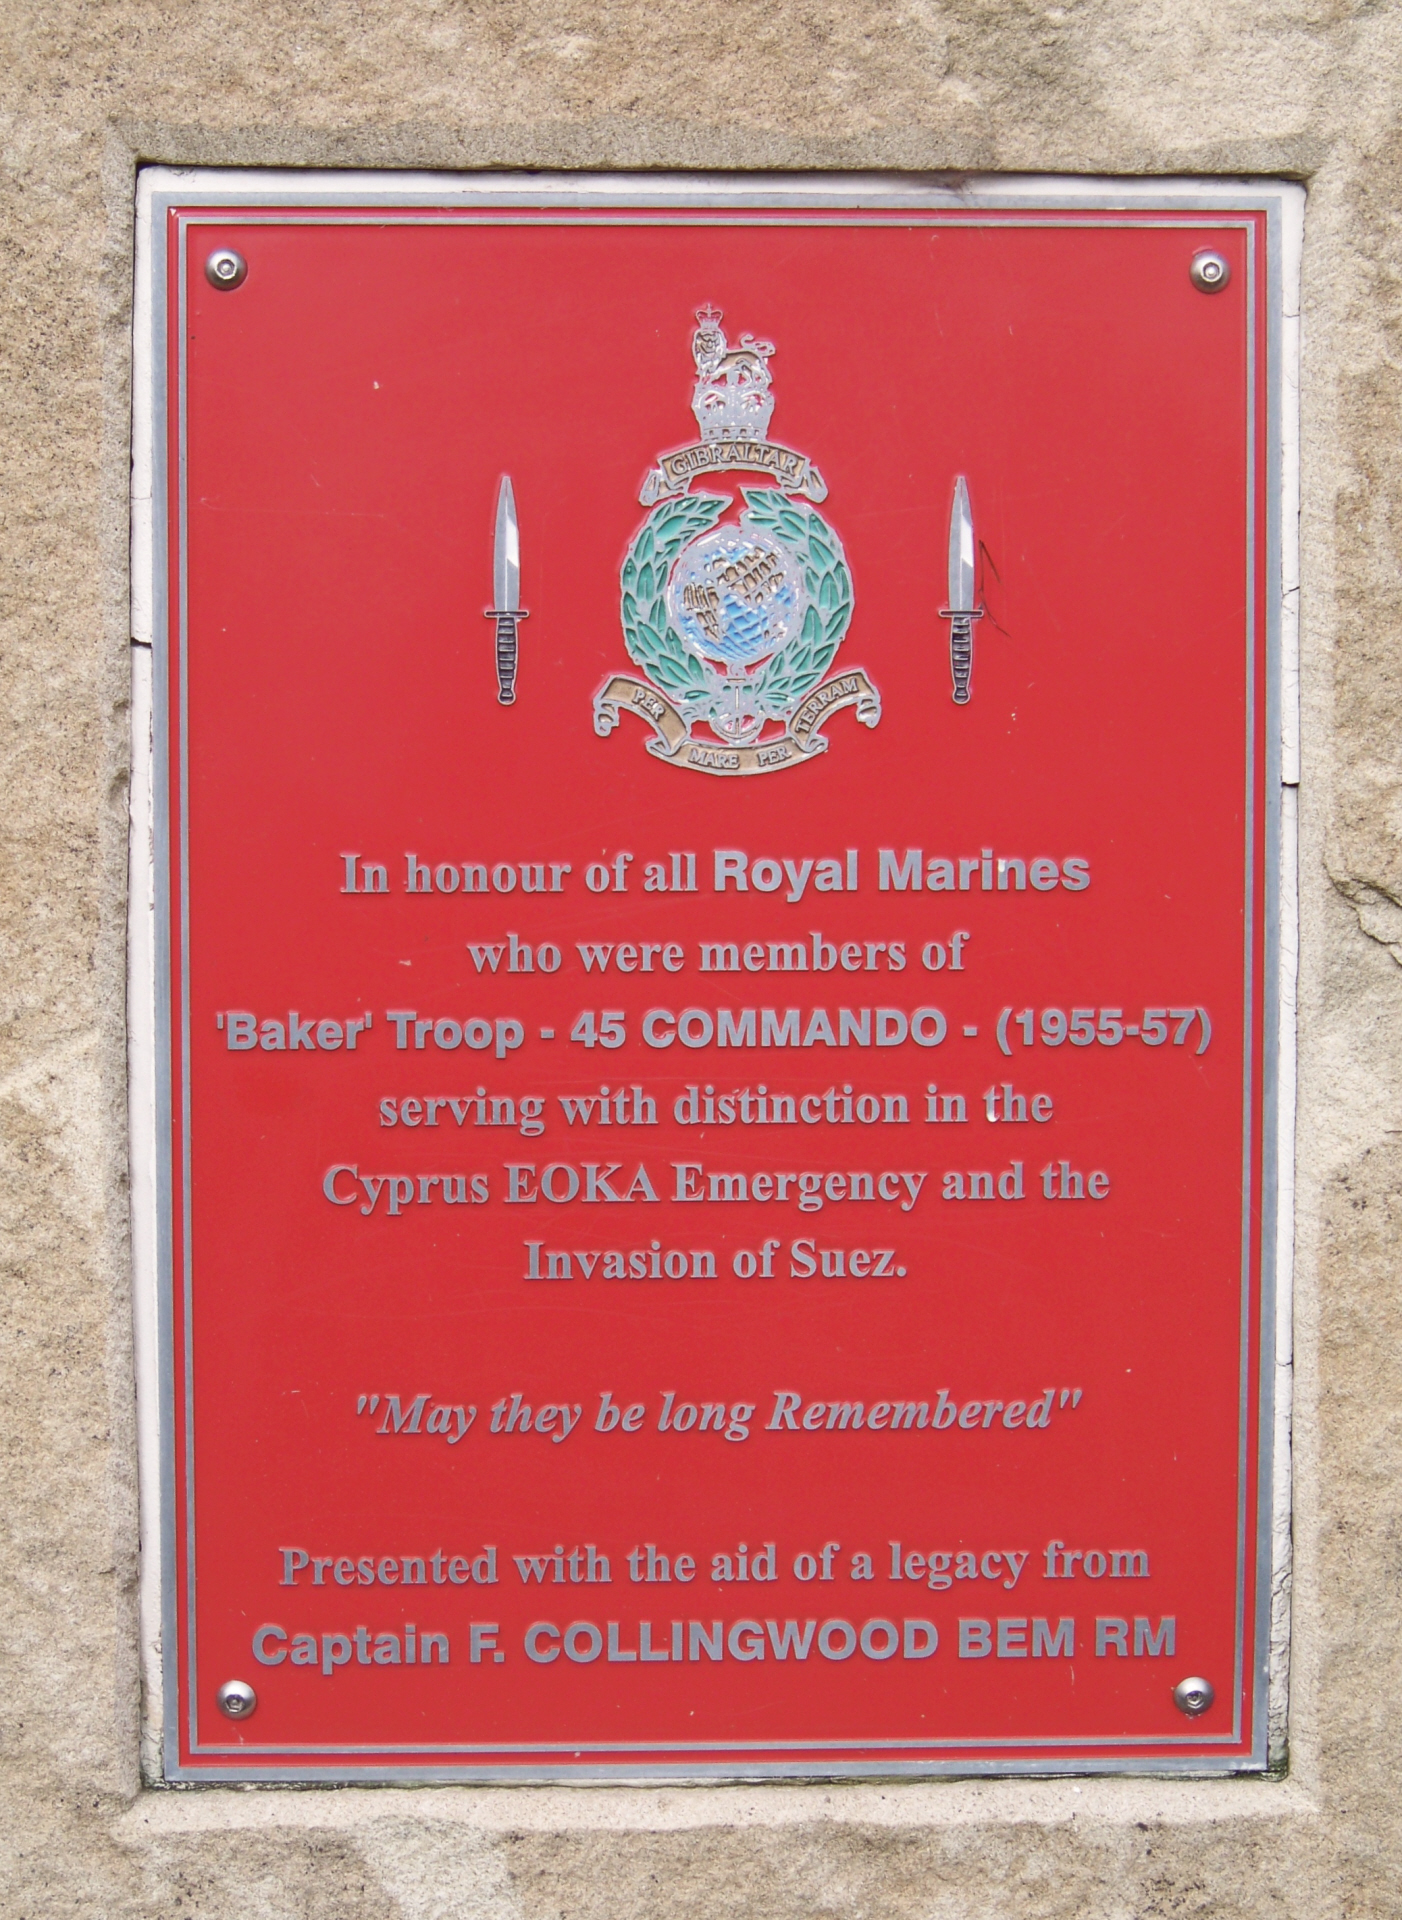 GIBRALTAR
PER MARE PER TERRAM
In honour of all Royal Marines
who were members of
'Baker' Troop - 45 COMMANDO - (1955-57)
serving with distinction in the
Cyprus EOKA Emergency and the
Invasion of Suez.
"May they be long Remembered"
Presented with the aid of a legacy from
Captain F. COLLINGWOOD BEM RM